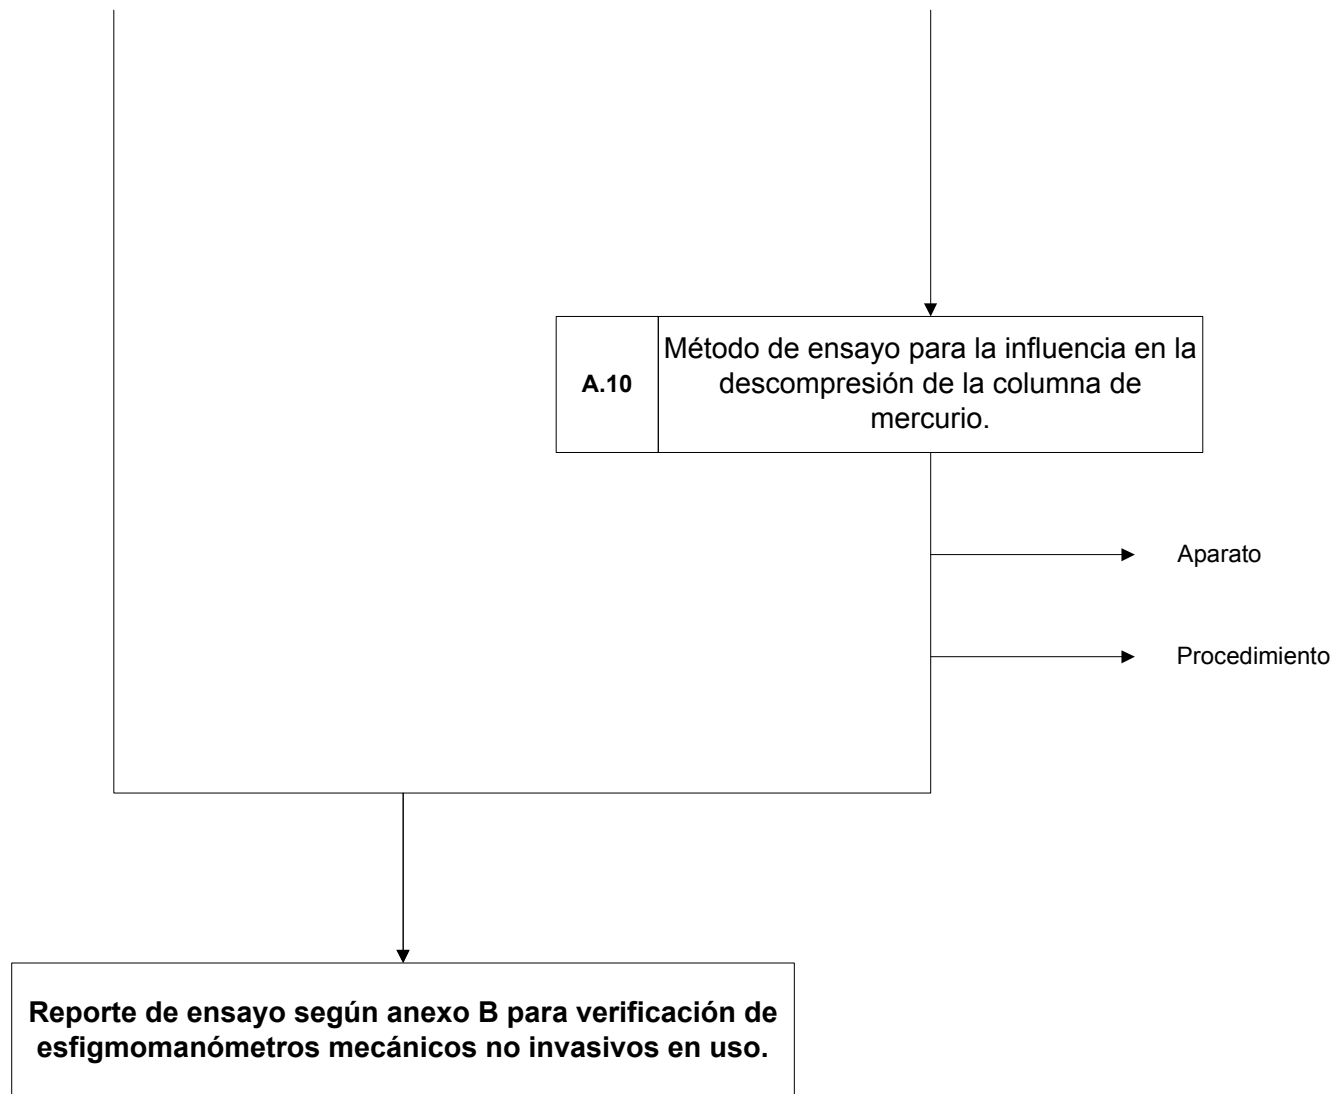 A.10
Método de ensayo para la influencia en la
descompresión de la columna de
mercurio.
Aparato
Procedimiento
Reporte de ensayo según anexo B para verificación de
esfigmomanómetros mecánicos no invasivos en uso.